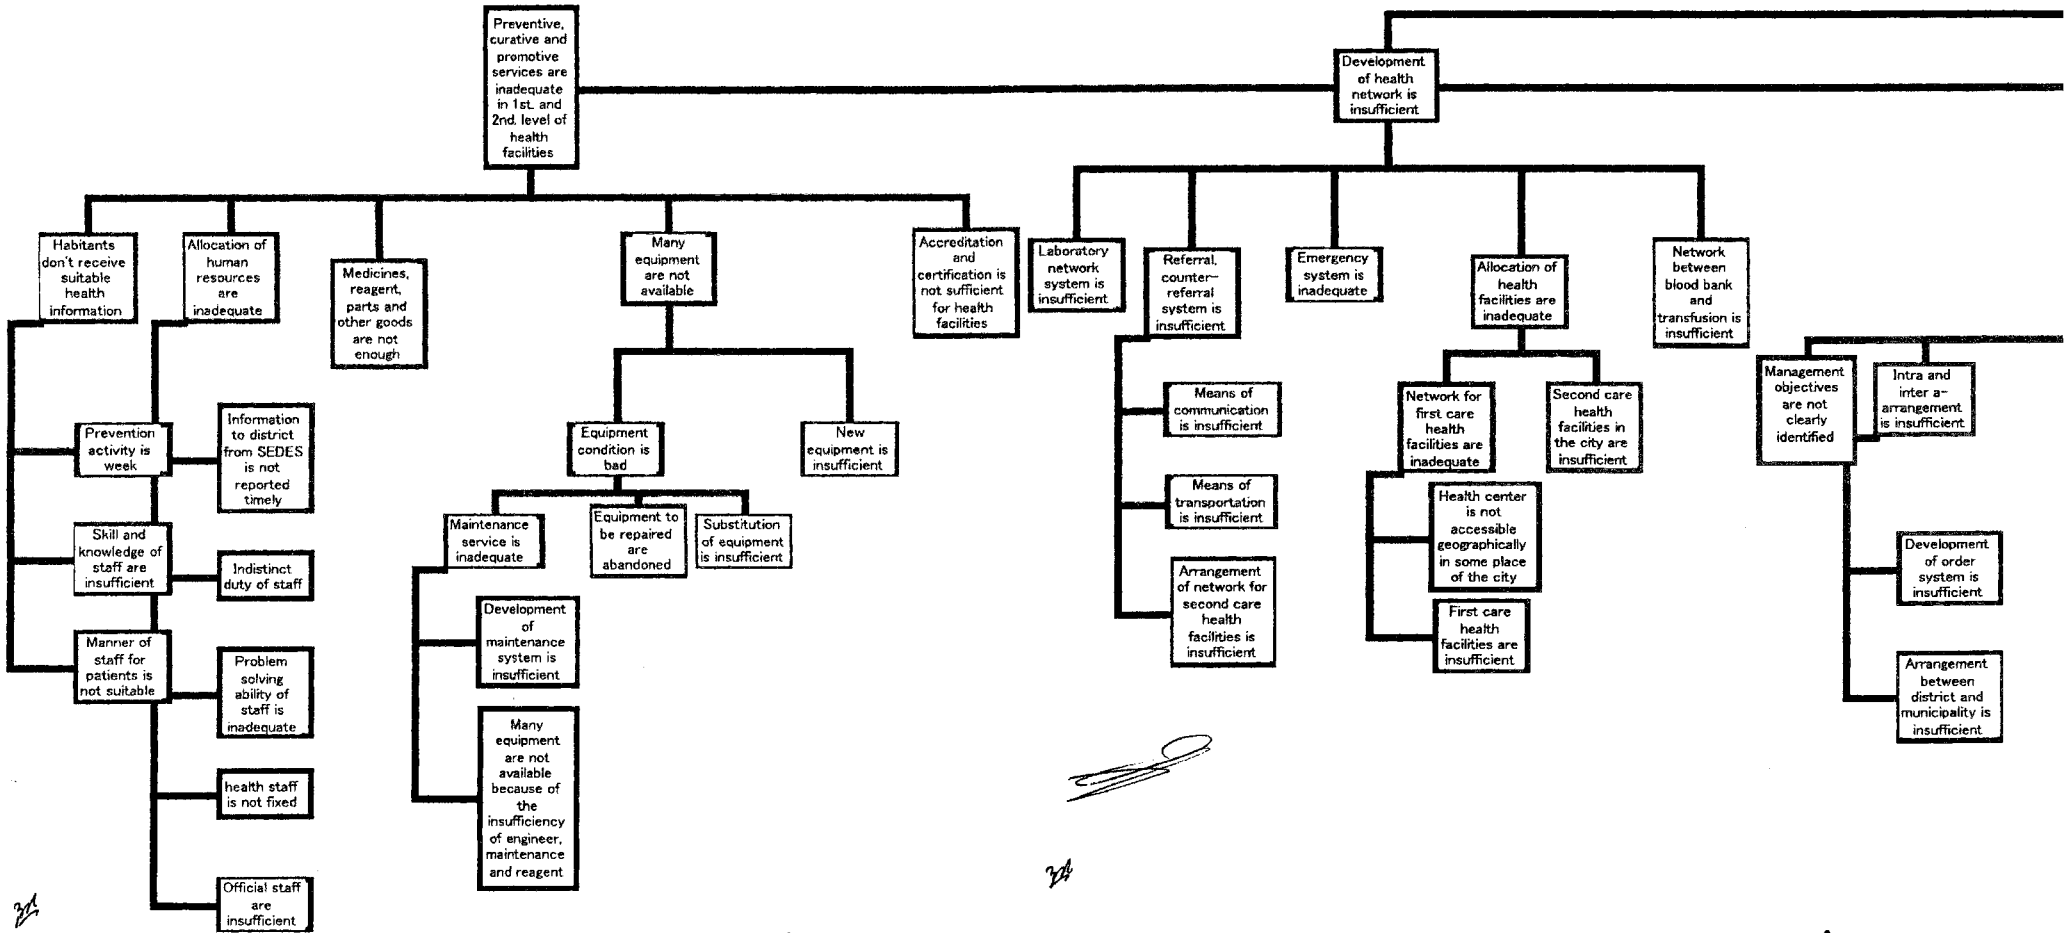 Preventive,
curative and
promotive
services are
inadequate
in 1st. and
2nd. level of
health
facilities
Development
of health
network is
insufficient
Habitants
don't receive
suitable
health
information
Allocation of
human
resources
are
inadequate
Medicines,
reagent,
parts and
other goods
are not
enough
Many
equipment
are not
available
Accreditation
and
certification is
not sufficient
for health
facilities
Laboratory
network
system is
insufficient
Referral,
counter-
referral
system is
insufficient
Emergency
system is
inadequate
Allocation of
health
facilities are
inadequate
Network
between
blood bank
and
transfusion is
insufficient
Prevention
activity is
week
Skill and
knowledge of
staff are
insufficient
Manner of
staff for
patients is
not suitable
Information
to district
from SEDES
is not
reported
timely
Indistinct
duty of staff
Problem
solving
ability of
staff is
inadequate
health staff
is not fixed
Official staff
are
insufficient
Equipment
condition is
bad
New
equipment is
insufficient
Maintenance
service is
inadequate
Equipment to
be repaired
are
abandoned
Substitution
of equipment
is insufficient
Development
of
maintenance
system is
insufficient
Many
equipment
are not
available
because of
the
insufficiency
of engineer,
maintenance
and reagent
Means of
communication
is insufficient
Means of
transportation
is insufficient
Arrangement
of network for
second care
health
facilities is
insufficient
Network for
first care
health
facilities are
inadequate
Second care
health
facilities in
the city are
insufficient
Health center
is not
accessible
geographically
in some place
of the city
First care
health
facilities are
insufficient
Management
objectives
are not
clearly
identified
Intra and
inter a-
arrangement
is insufficient
Development
of order
system is
insufficient
Arrangement
between
district and
municipality is
insufficient